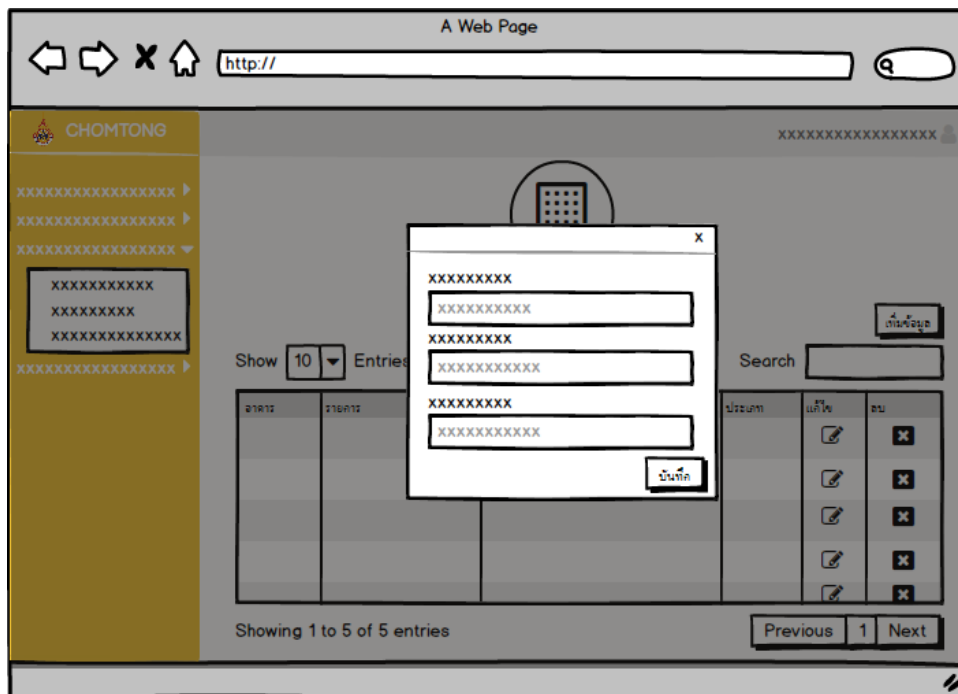 A Web Page
http://
CHOMTONG
xxxxxxxxxxxxxxxxx
xxxxxxxxxxxxxxxxx
xxxxxxxxxxxxxxxxx
xxxxxxxxxxxxxxxxx
xxxxxxxxxxx
xxxxxxxxx
xxxxxxxxxxxxxx
xxxxxxxxxxxxxxxxx
x
xxxxxxxxx
xxxxxxxxxx
xxxxxxxxx
xxxxxxxxxxx
xxxxxxxxx
xxxxxxxxxxx
บันทึก
เพิ่มข้อมูล
Show 10 Entries
Search
อาคาร รายการ ประเภท แก้ไข ลบ
Showing 1 to 5 of 5 entries
Previous 1 Next